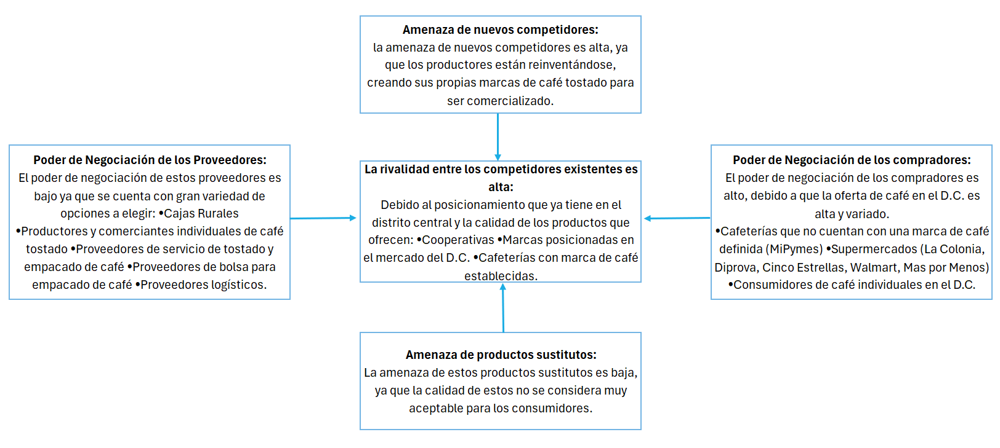 Amenaza de nuevos competidores:
la amenaza de nuevos competidores es alta, ya
que los productores están reinventándose,
creando sus propias marcas de café tostado para
ser comercializado.
Poder de Negociación de los Proveedores:
El poder de negociación de estos proveedores es
bajo ya que se cuenta con gran variedad de
opciones a elegir: •Cajas Rurales
•Productores y comerciantes individuales de café
tostado •Proveedores de servicio de tostado y
empacado de café •Proveedores de bolsa para
empacado de café •Proveedores logísticos.
La rivalidad entre los competidores existentes es
alta:
Debido al posicionamiento que ya tiene en el
distrito central y la calidad de los productos que
ofrecen: •Cooperativas •Marcas posicionadas en
el mercado del D.C. •Cafeterías con marca de café
establecidas.
Poder de Negociación de los compradores:
El poder de negociación de los compradores es
alto, debido a que la oferta de café en el D.C. es
alta y variado.
•Cafeterías que no cuentan con una marca de café
definida (MiPymes) •Supermercados (La Colonia,
Diprova, Cinco Estrellas, Walmart, Mas por Menos)
•Consumidores de café individuales en el D.C.
Amenaza de productos sustitutos:
La amenaza de estos productos sustitutos es baja,
ya que la calidad de estos no se considera muy
aceptable para los consumidores.